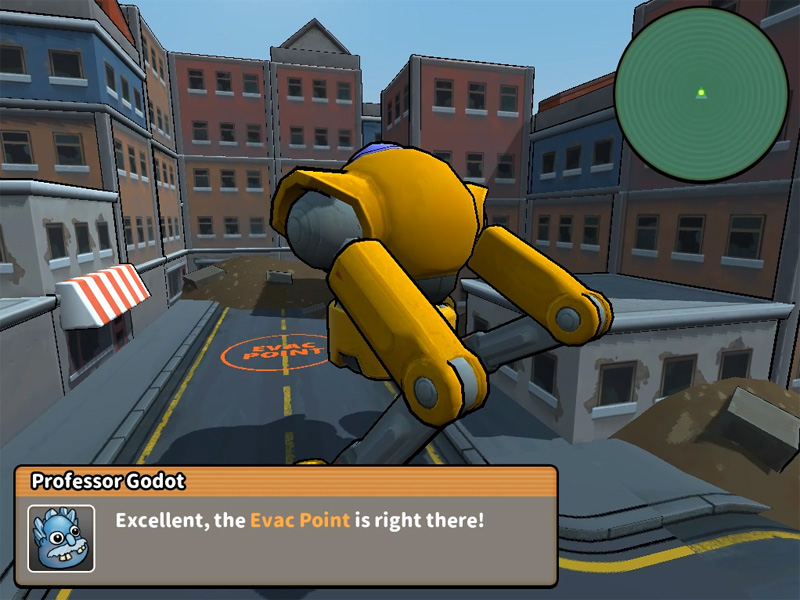 EVAC
POINT
Professor Godot
Excellent, the Evac Point is right there!